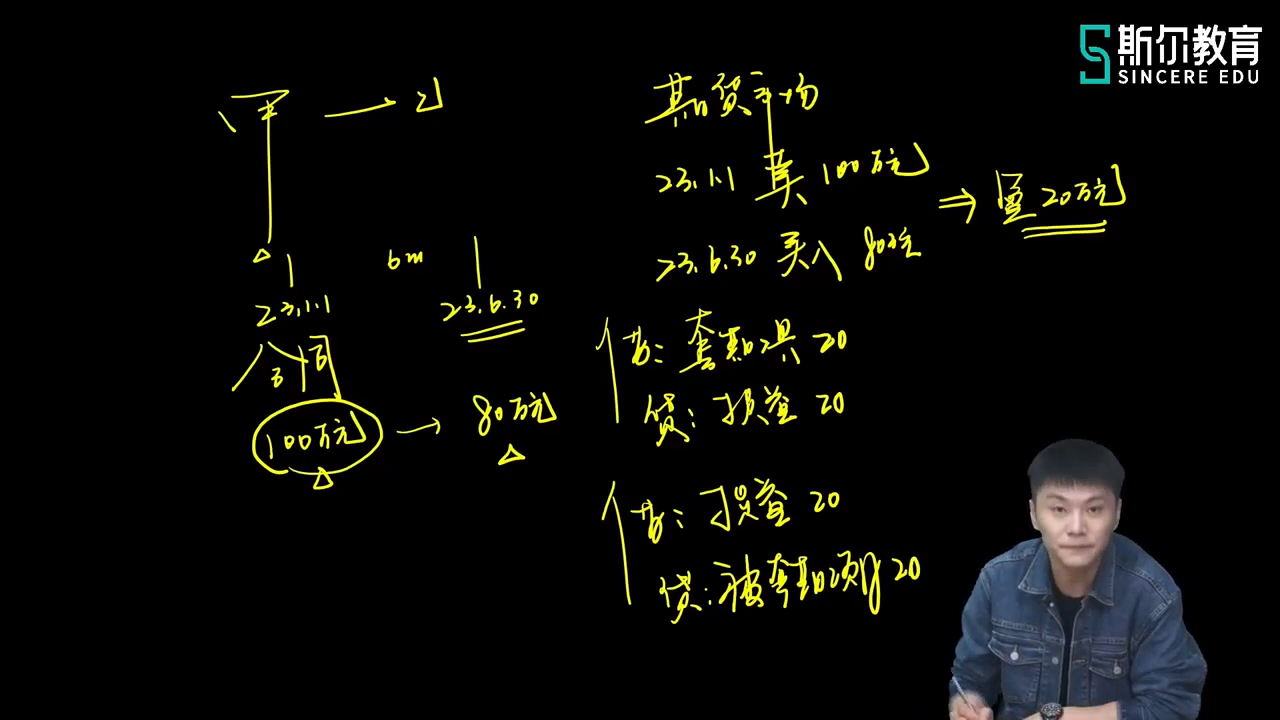 斯尔教育
SINCERE EDU
甲 → 乙
6m
23.1.1
23.6.30
合同
100万元 → 80万元
期货市场
23.1.1 卖 100万元
23.6.30 买入 80万元
⇒ 20万元
借: 套期工具 20
贷: 损益 20
借: 损益 20
贷: 被套期项目 20